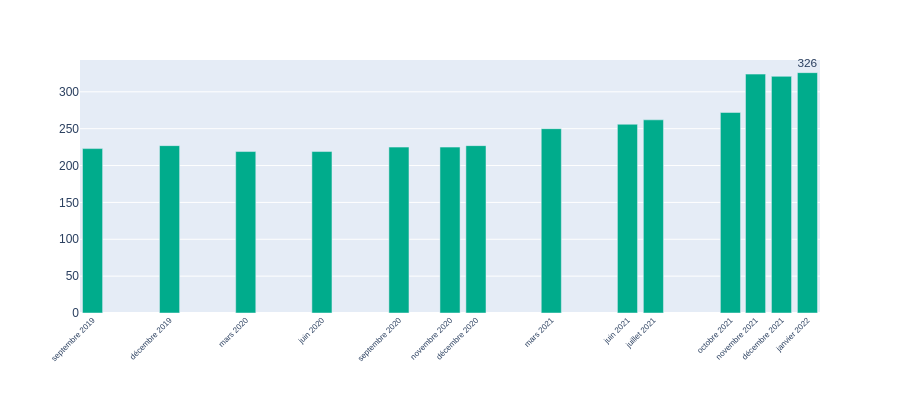 326
300
250
200
150
100
50
0
septembre 2019
décembre 2019
mars 2020
juin 2020
septembre 2020
novembre 2020
décembre 2020
mars 2021
juin 2021
juillet 2021
octobre 2021
novembre 2021
décembre 2021
janvier 2022